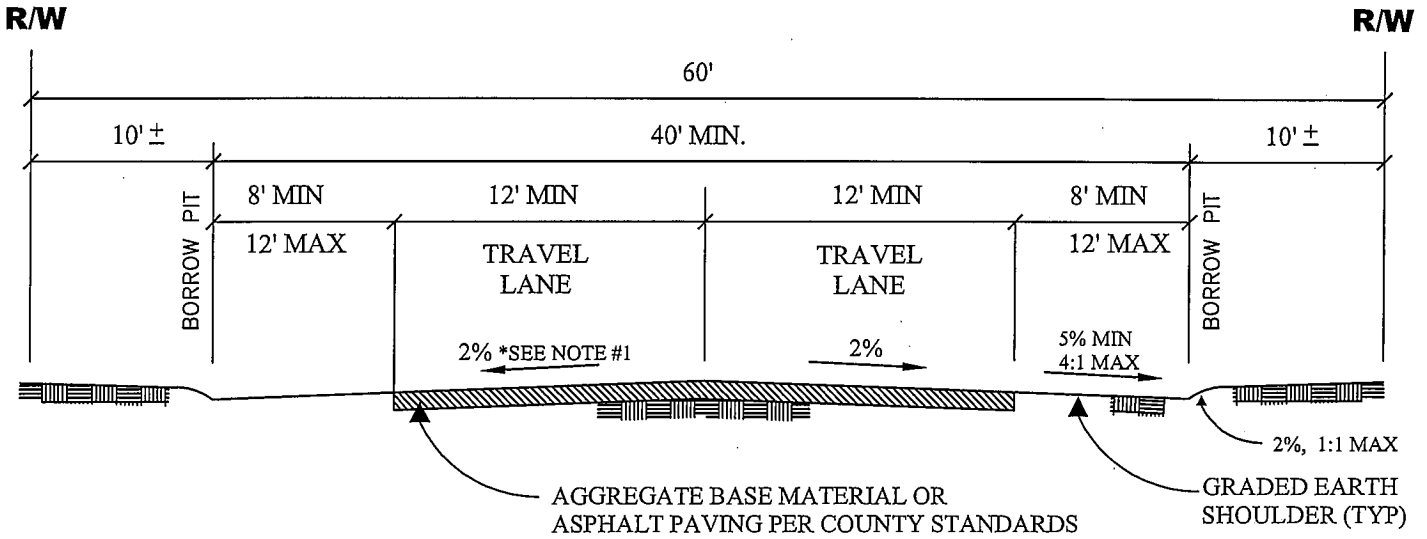 R/W
R/W
60'
10' ±
40' MIN.
10' ±
BORROW PIT
8' MIN
12' MAX
12' MIN
TRAVEL
LANE
12' MIN
TRAVEL
LANE
8' MIN
12' MAX
BORROW PIT
2% *SEE NOTE #1
2%
5% MIN
4:1 MAX
2%, 1:1 MAX
AGGREGATE BASE MATERIAL OR
ASPHALT PAVING PER COUNTY STANDARDS
GRADED EARTH
SHOULDER (TYP)